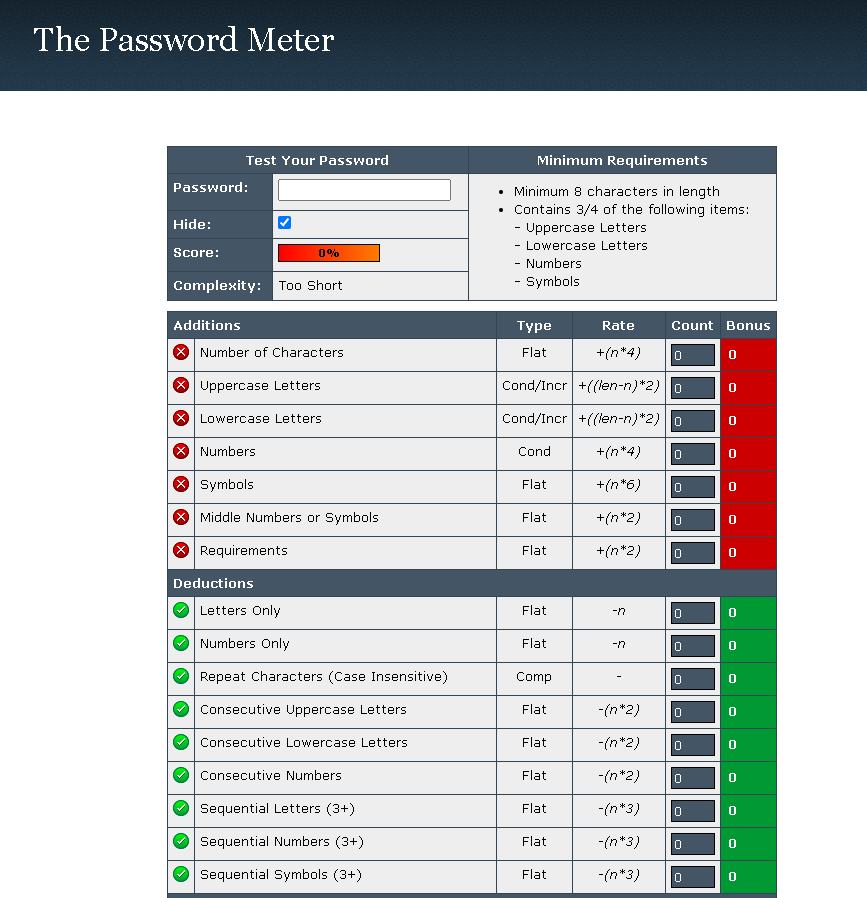 The Password Meter
Test Your Password Minimum Requirements
Password:
Hide:
Score: 0%
Complexity: Too Short
• Minimum 8 characters in length
• Contains 3/4 of the following items:
- Uppercase Letters
- Lowercase Letters
- Numbers
- Symbols
Additions Type Rate Count Bonus
Number of Characters Flat +(n*4) 0 0
Uppercase Letters Cond/Incr +((len-n)*2) 0 0
Lowercase Letters Cond/Incr +((len-n)*2) 0 0
Numbers Cond +(n*4) 0 0
Symbols Flat +(n*6) 0 0
Middle Numbers or Symbols Flat +(n*2) 0 0
Requirements Flat +(n*2) 0 0
Deductions
Letters Only Flat -n 0 0
Numbers Only Flat -n 0 0
Repeat Characters (Case Insensitive) Comp - 0 0
Consecutive Uppercase Letters Flat -(n*2) 0 0
Consecutive Lowercase Letters Flat -(n*2) 0 0
Consecutive Numbers Flat -(n*2) 0 0
Sequential Letters (3+) Flat -(n*3) 0 0
Sequential Numbers (3+) Flat -(n*3) 0 0
Sequential Symbols (3+) Flat -(n*3) 0 0